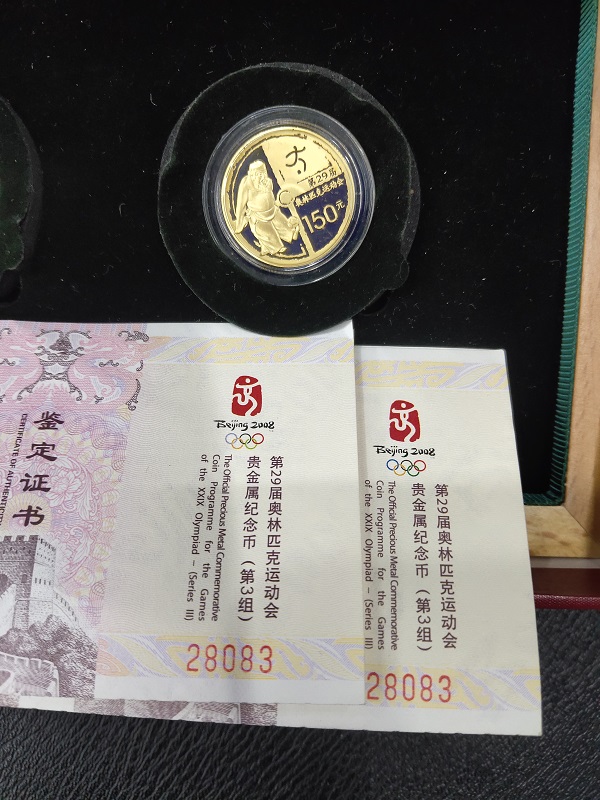 第29届
奥林匹克运动会
150元
鉴定证书
CERTIFICATE OF AUTHENTICITY
Beijing 2008
第29届奥林匹克运动会
贵金属纪念币（第3组）
The Official Precious Metal Commemorative
Coin Programme for the Games
of the XXIX Olympiad – (Series III)
28083
Beijing 2008
第29届奥林匹克运动会
贵金属纪念币（第3组）
The Official Precious Metal Commemorative
Coin Programme for the Games
of the XXIX Olympiad – (Series III)
28083